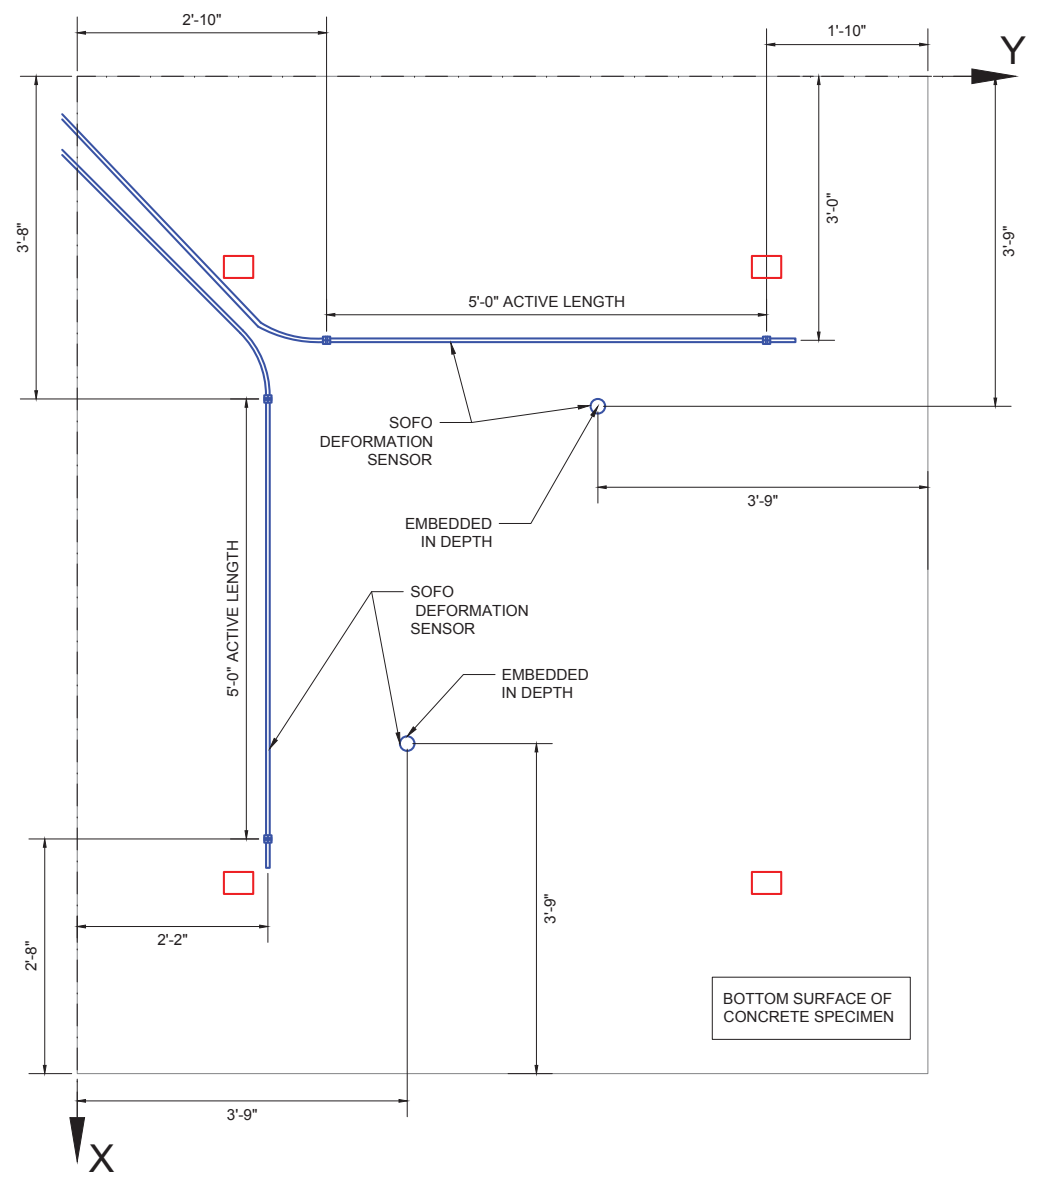 2'-10"
1'-10"
Y
3'-8"
3'-0"
3'-9"
5'-0" ACTIVE LENGTH
SOFO
DEFORMATION
SENSOR
3'-9"
EMBEDDED
IN DEPTH
5'-0" ACTIVE LENGTH
SOFO
DEFORMATION
SENSOR
EMBEDDED
IN DEPTH
3'-9"
2'-2"
2'-8"
BOTTOM SURFACE OF
CONCRETE SPECIMEN
3'-9"
X